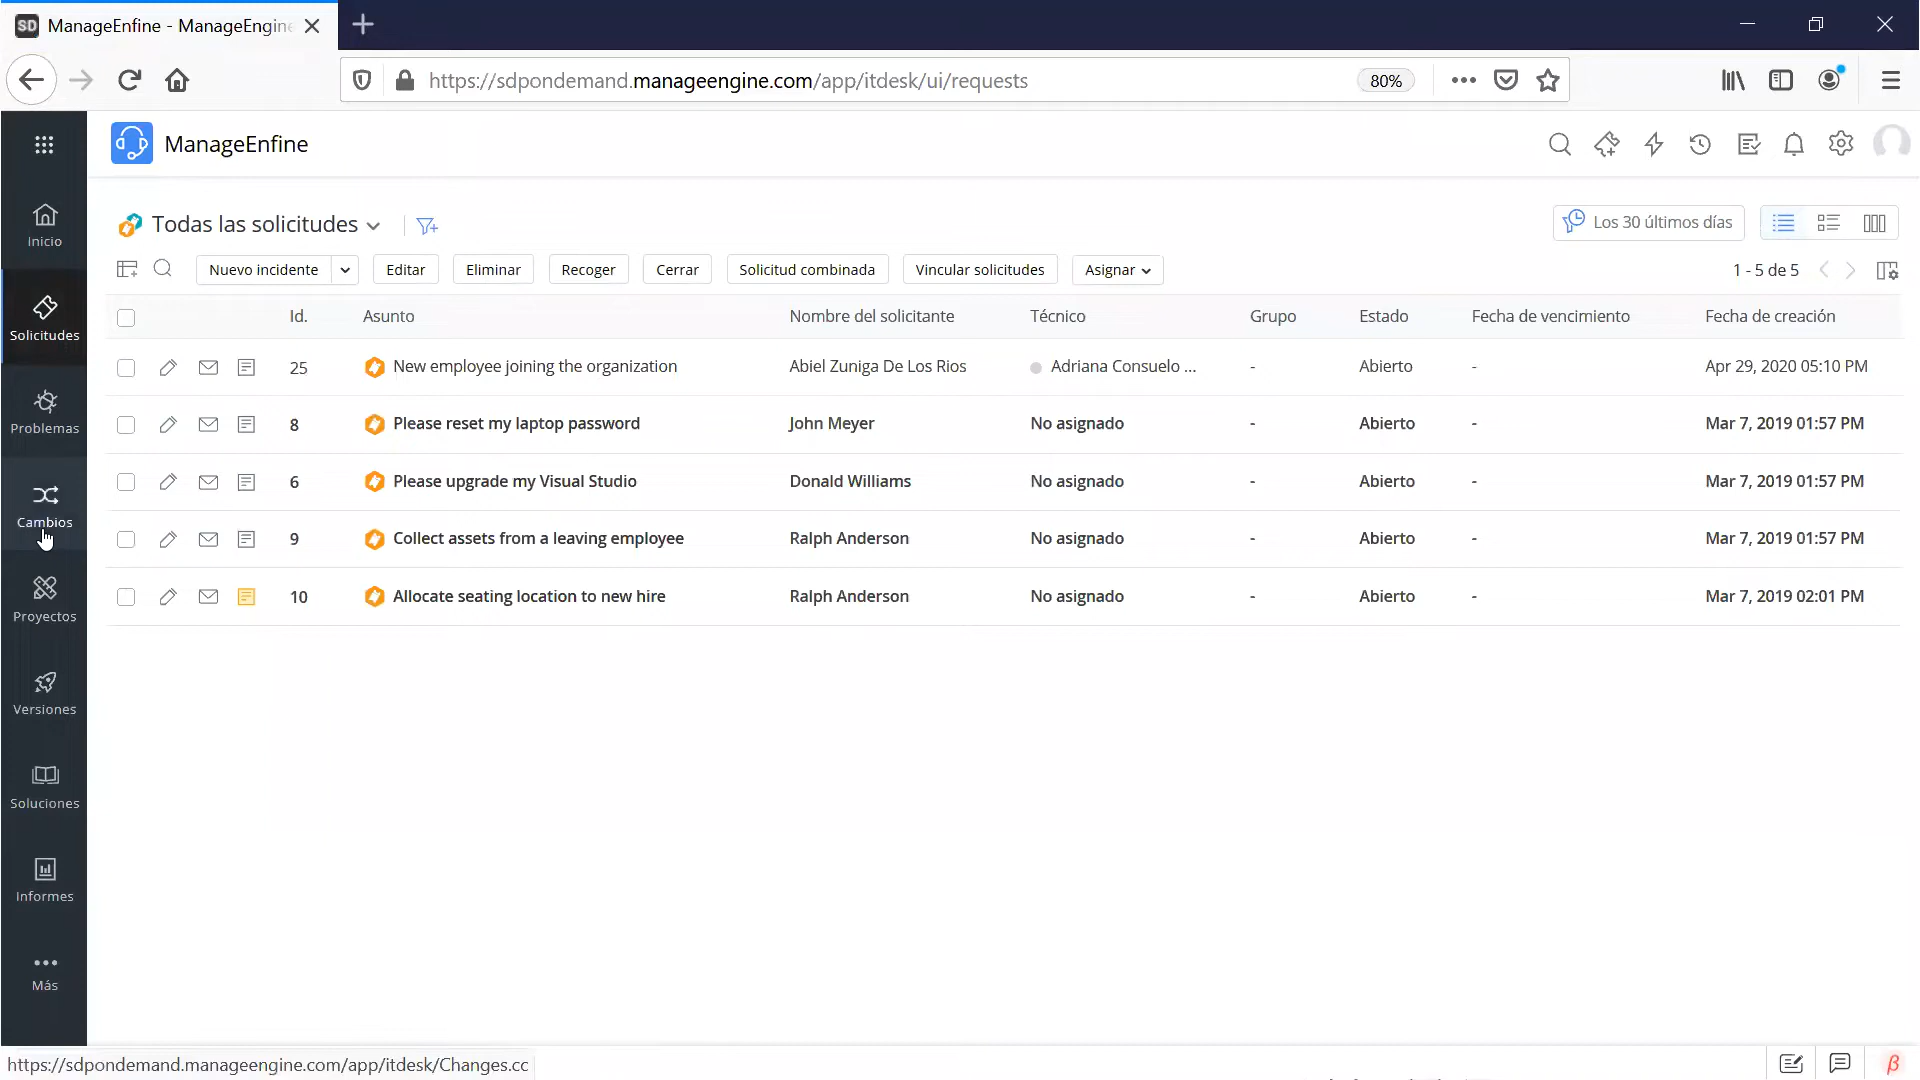 SD ManageEnfine - ManageEngine
https://sdpondemand.manageengine.com/app/itdesk/ui/requests 80%
ManageEnfine
Inicio
Solicitudes
Problemas
Cambios
Proyectos
Versiones
Soluciones
Informes
Más
Todas las solicitudes Los 30 últimos días
Nuevo incidente Editar Eliminar Recoger Cerrar Solicitud combinada Vincular solicitudes Asignar 1 - 5 de 5
Id. Asunto Nombre del solicitante Técnico Grupo Estado Fecha de vencimiento Fecha de creación
25 New employee joining the organization Abiel Zuniga De Los Rios Adriana Consuelo ... - Abierto - Apr 29, 2020 05:10 PM
8 Please reset my laptop password John Meyer No asignado - Abierto - Mar 7, 2019 01:57 PM
6 Please upgrade my Visual Studio Donald Williams No asignado - Abierto - Mar 7, 2019 01:57 PM
9 Collect assets from a leaving employee Ralph Anderson No asignado - Abierto - Mar 7, 2019 01:57 PM
10 Allocate seating location to new hire Ralph Anderson No asignado - Abierto - Mar 7, 2019 02:01 PM
https://sdpondemand.manageengine.com/app/itdesk/Changes.cc β